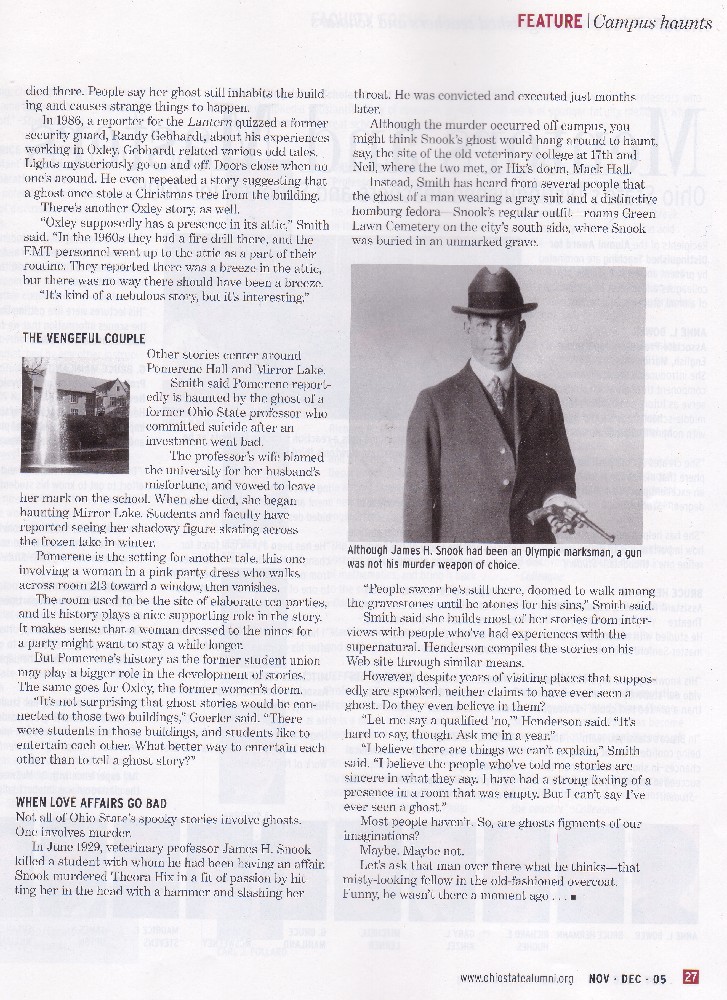 FEATURE | Campus haunts
died there. People say her ghost still inhabits the build-
ing and causes strange things to happen.
In 1986, a reporter for the Lantern quizzed a former
security guard, Randy Gebhardt, about his experiences
working in Oxley. Gebhardt related various odd tales.
Lights mysteriously go on and off. Doors close when no
one's around. He even repeated a story suggesting that
a ghost once stole a Christmas tree from the building.
There's another Oxley story, as well.
"Oxley supposedly has a presence in its attic," Smith
said. "In the 1960s they had a fire drill there, and the
EMT personnel went up to the attic as a part of their
routine. They reported there was a breeze in the attic,
but there was no way there should have been a breeze.
"It's kind of a nebulous story, but it's interesting."
THE VENGEFUL COUPLE
Other stories center around
Pomerene Hall and Mirror Lake.
Smith said Pomerene report-
edly is haunted by the ghost of a
former Ohio State professor who
committed suicide after an
investment went bad.
The professor's wife blamed
the university for her husband's
misfortune, and vowed to leave
her mark on the school. When she died, she began
haunting Mirror Lake. Students and faculty have
reported seeing her shadowy figure skating across
the frozen lake in winter.
Pomerene is the setting for another tale, this one
involving a woman in a pink party dress who walks
across room 213 toward a window, then vanishes.
The room used to be the site of elaborate tea parties,
and its history plays a nice supporting role in the story.
It makes sense that a woman dressed to the nines for
a party might want to stay a while longer.
But Pomerene's history as the former student union
may play a bigger role in the development of stories.
The same goes for Oxley, the former women's dorm.
"It's not surprising that ghost stories would be con-
nected to those two buildings," Goerler said. "There
were students in those buildings, and students like to
entertain each other. What better way to entertain each
other than to tell a ghost story?"
WHEN LOVE AFFAIRS GO BAD
Not all of Ohio State's spooky stories involve ghosts.
One involves murder.
In June 1929, veterinary professor James H. Snook
killed a student with whom he had been having an affair.
Snook murdered Theora Hix in a fit of passion by hit
ting her in the head with a hammer and slashing her
throat. He was convicted and executed just months
later.
Although the murder occurred off campus, you
might think Snook's ghost would hang around to haunt,
say, the site of the old veterinary college at 17th and
Neil, where the two met, or Hix's dorm, Mack Hall.
Instead, Smith has heard from several people that
the ghost of a man wearing a gray suit and a distinctive
homburg fedora—Snook's regular outfit—roams Green
Lawn Cemetery on the city's south side, where Snook
was buried in an unmarked grave.
Although James H. Snook had been an Olympic marksman, a gun
was not his murder weapon of choice.
"People swear he's still there, doomed to walk among
the gravestones until he atones for his sins," Smith said.
Smith said she builds most of her stories from inter-
views with people who've had experiences with the
supernatural. Henderson compiles the stories on his
Web site through similar means.
However, despite years of visiting places that suppos-
edly are spooked, neither claims to have ever seen a
ghost. Do they even believe in them?
"Let me say a qualified 'no,'" Henderson said. "It's
hard to say, though. Ask me in a year."
"I believe there are things we can't explain," Smith
said. "I believe the people who've told me stories are
sincere in what they say. I have had a strong feeling of a
presence in a room that was empty. But I can't say I've
ever seen a ghost."
Most people haven't. So, are ghosts figments of our
imaginations?
Maybe. Maybe not.
Let's ask that man over there what he thinks—that
misty-looking fellow in the old-fashioned overcoat.
Funny, he wasn't there a moment ago . . . ■
www.ohiostatealumni.org NOV · DEC · 05 27